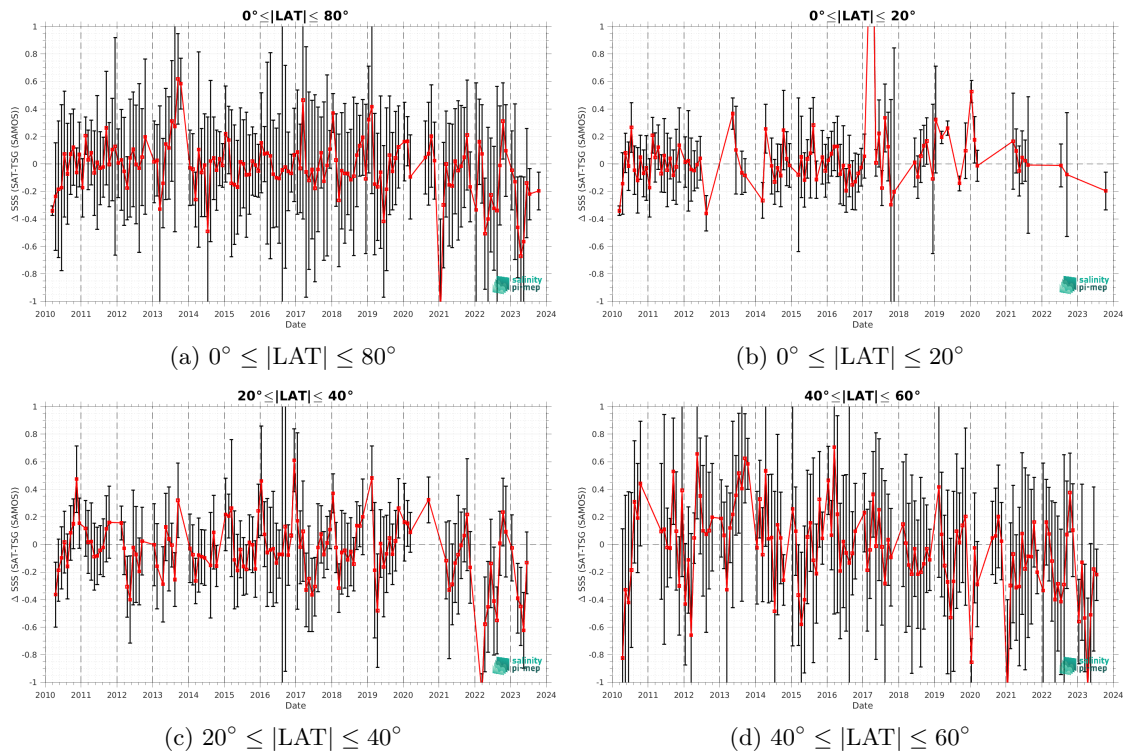 0°≤|LAT|≤ 80°
Δ SSS (SAT-TSG (SAMOS))
1
0.8
0.6
0.4
0.2
0
-0.2
-0.4
-0.6
-0.8
-1
2010 2011 2012 2013 2014 2015 2016 2017 2018 2019 2020 2021 2022 2023 2024
Date
salinity
pi-mep
(a) 0° ≤ |LAT| ≤ 80°
0°≤|LAT|≤ 20°
Δ SSS (SAT-TSG (SAMOS))
1
0.8
0.6
0.4
0.2
0
-0.2
-0.4
-0.6
-0.8
-1
2010 2011 2012 2013 2014 2015 2016 2017 2018 2019 2020 2021 2022 2023 2024
Date
salinity
pi-mep
(b) 0° ≤ |LAT| ≤ 20°
20°≤|LAT|≤ 40°
Δ SSS (SAT-TSG (SAMOS))
1
0.8
0.6
0.4
0.2
0
-0.2
-0.4
-0.6
-0.8
-1
2010 2011 2012 2013 2014 2015 2016 2017 2018 2019 2020 2021 2022 2023 2024
Date
salinity
pi-mep
(c) 20° ≤ |LAT| ≤ 40°
40°≤|LAT|≤ 60°
Δ SSS (SAT-TSG (SAMOS))
1
0.8
0.6
0.4
0.2
0
-0.2
-0.4
-0.6
-0.8
-1
2010 2011 2012 2013 2014 2015 2016 2017 2018 2019 2020 2021 2022 2023 2024
Date
salinity
pi-mep
(d) 40° ≤ |LAT| ≤ 60°